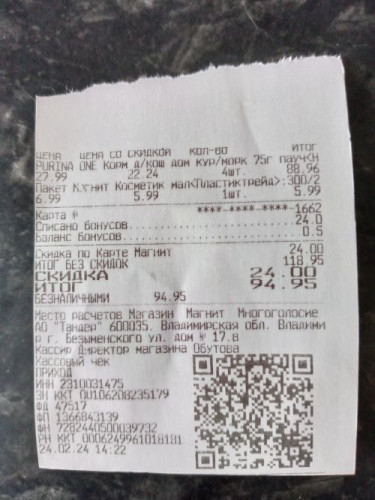 ЦЕНА ЦЕНА СО СКИДКОЙ КОЛ-ВО ИТОГ
PURINA ONE Корм д/кош дом КУР/МОРК 75г пауч<Н
27.99 22.24 4шт. 88.96
Пакет Магнит Косметик мал<Пластиктрейд>:300/2
6.99 5.99 1шт. 5.99
Карта № ****-****-****-1662
Списано бонусов 24.0
Баланс бонусов 0.5
Скидка по Карте Магнит 24.00
ИТОГ БЕЗ СКИДОК 118.95
СКИДКА 24.00
ИТОГ 94.95
БЕЗНАЛИЧНЫМИ 94.95
Место расчетов Магазин Магнит Многоголосие
АО "Тандер" 600035, Владимирская обл, Владими
р г, Безыменского ул, дом № 17,в
Кассир Директор магазина Обутова
Кассовый чек
ПРИХОД
ИНН 2310031475
ЗН ККТ 00106208235179
ФД 47517
ФП 1366843139
ФН 7282440500039732
РН ККТ 0006249961018181
24.02.24 14:22